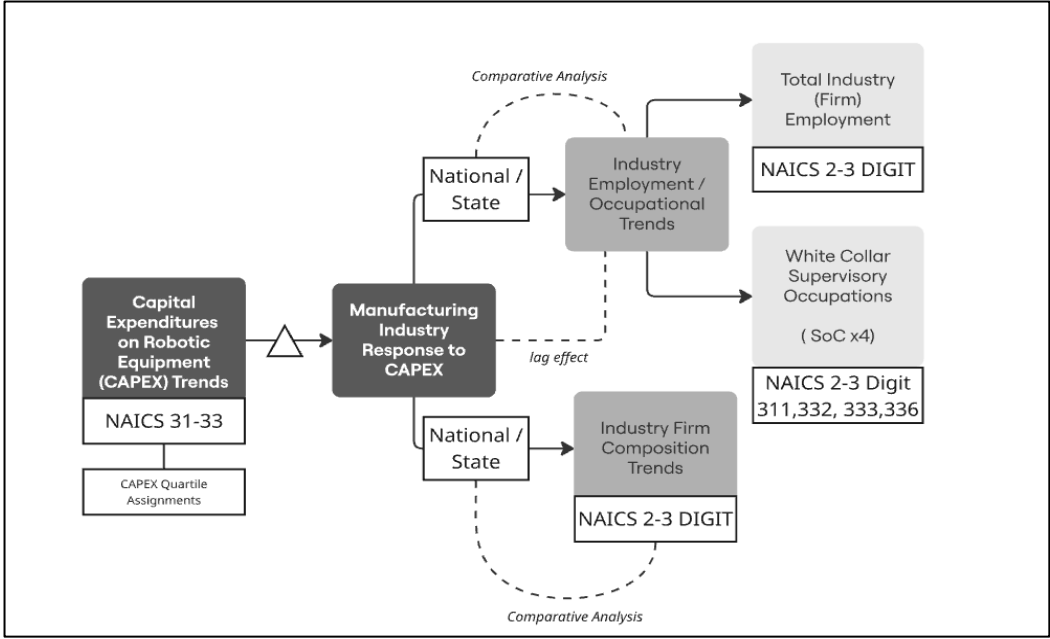 Capital
Expenditures
on Robotic
Equipment
(CAPEX) Trends
NAICS 31-33
CAPEX Quartile
Assignments
Manufacturing
Industry
Response to
CAPEX
National /
State
Comparative Analysis
Industry
Employment /
Occupational
Trends
lag effect
Total Industry
(Firm)
Employment
NAICS 2-3 DIGIT
White Collar
Supervisory
Occupations
( SoC x4)
NAICS 2-3 Digit
311,332, 333,336
National /
State
Industry Firm
Composition
Trends
NAICS 2-3 DIGIT
Comparative Analysis